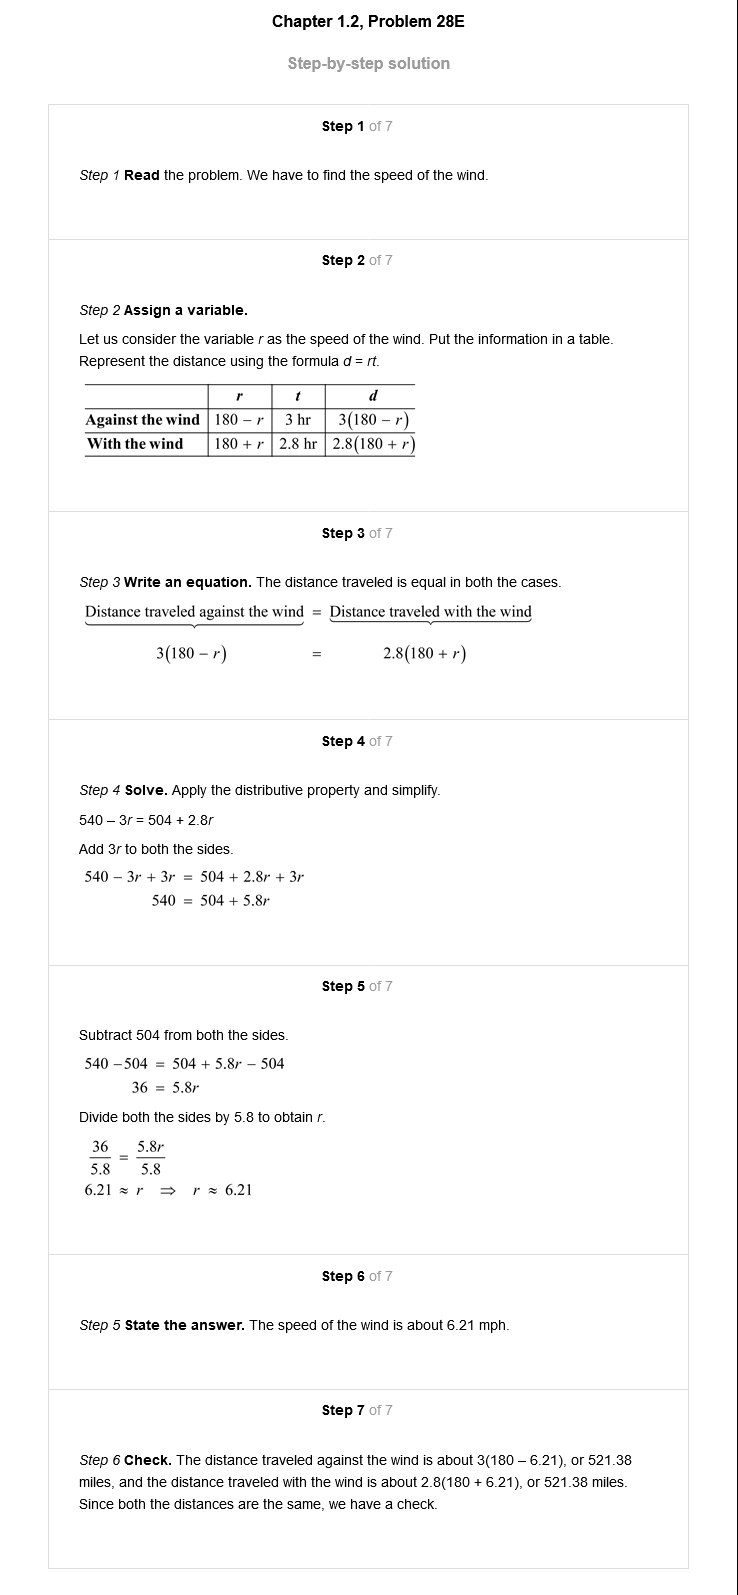 Chapter 1.2, Problem 28E
Step-by-step solution
Step 1 of 7
Step 1 Read the problem. We have to find the speed of the wind.
Step 2 of 7
Step 2 Assign a variable.
Let us consider the variable r as the speed of the wind. Put the information in a table.
Represent the distance using the formula d = rt.
r t d
Against the wind 180 − r 3 hr 3(180 − r)
With the wind 180 + r 2.8 hr 2.8(180 + r)
Step 3 of 7
Step 3 Write an equation. The distance traveled is equal in both the cases.
Distance traveled against the wind = Distance traveled with the wind
3(180 − r) = 2.8(180 + r)
Step 4 of 7
Step 4 Solve. Apply the distributive property and simplify.
540 – 3r = 504 + 2.8r
Add 3r to both the sides.
540 − 3r + 3r = 504 + 2.8r + 3r
540 = 504 + 5.8r
Step 5 of 7
Subtract 504 from both the sides.
540 −504 = 504 + 5.8r − 504
36 = 5.8r
Divide both the sides by 5.8 to obtain r.
36/5.8 = 5.8r/5.8
6.21 ≈ r ⇒ r ≈ 6.21
Step 6 of 7
Step 5 State the answer. The speed of the wind is about 6.21 mph.
Step 7 of 7
Step 6 Check. The distance traveled against the wind is about 3(180 – 6.21), or 521.38
miles, and the distance traveled with the wind is about 2.8(180 + 6.21), or 521.38 miles.
Since both the distances are the same, we have a check.